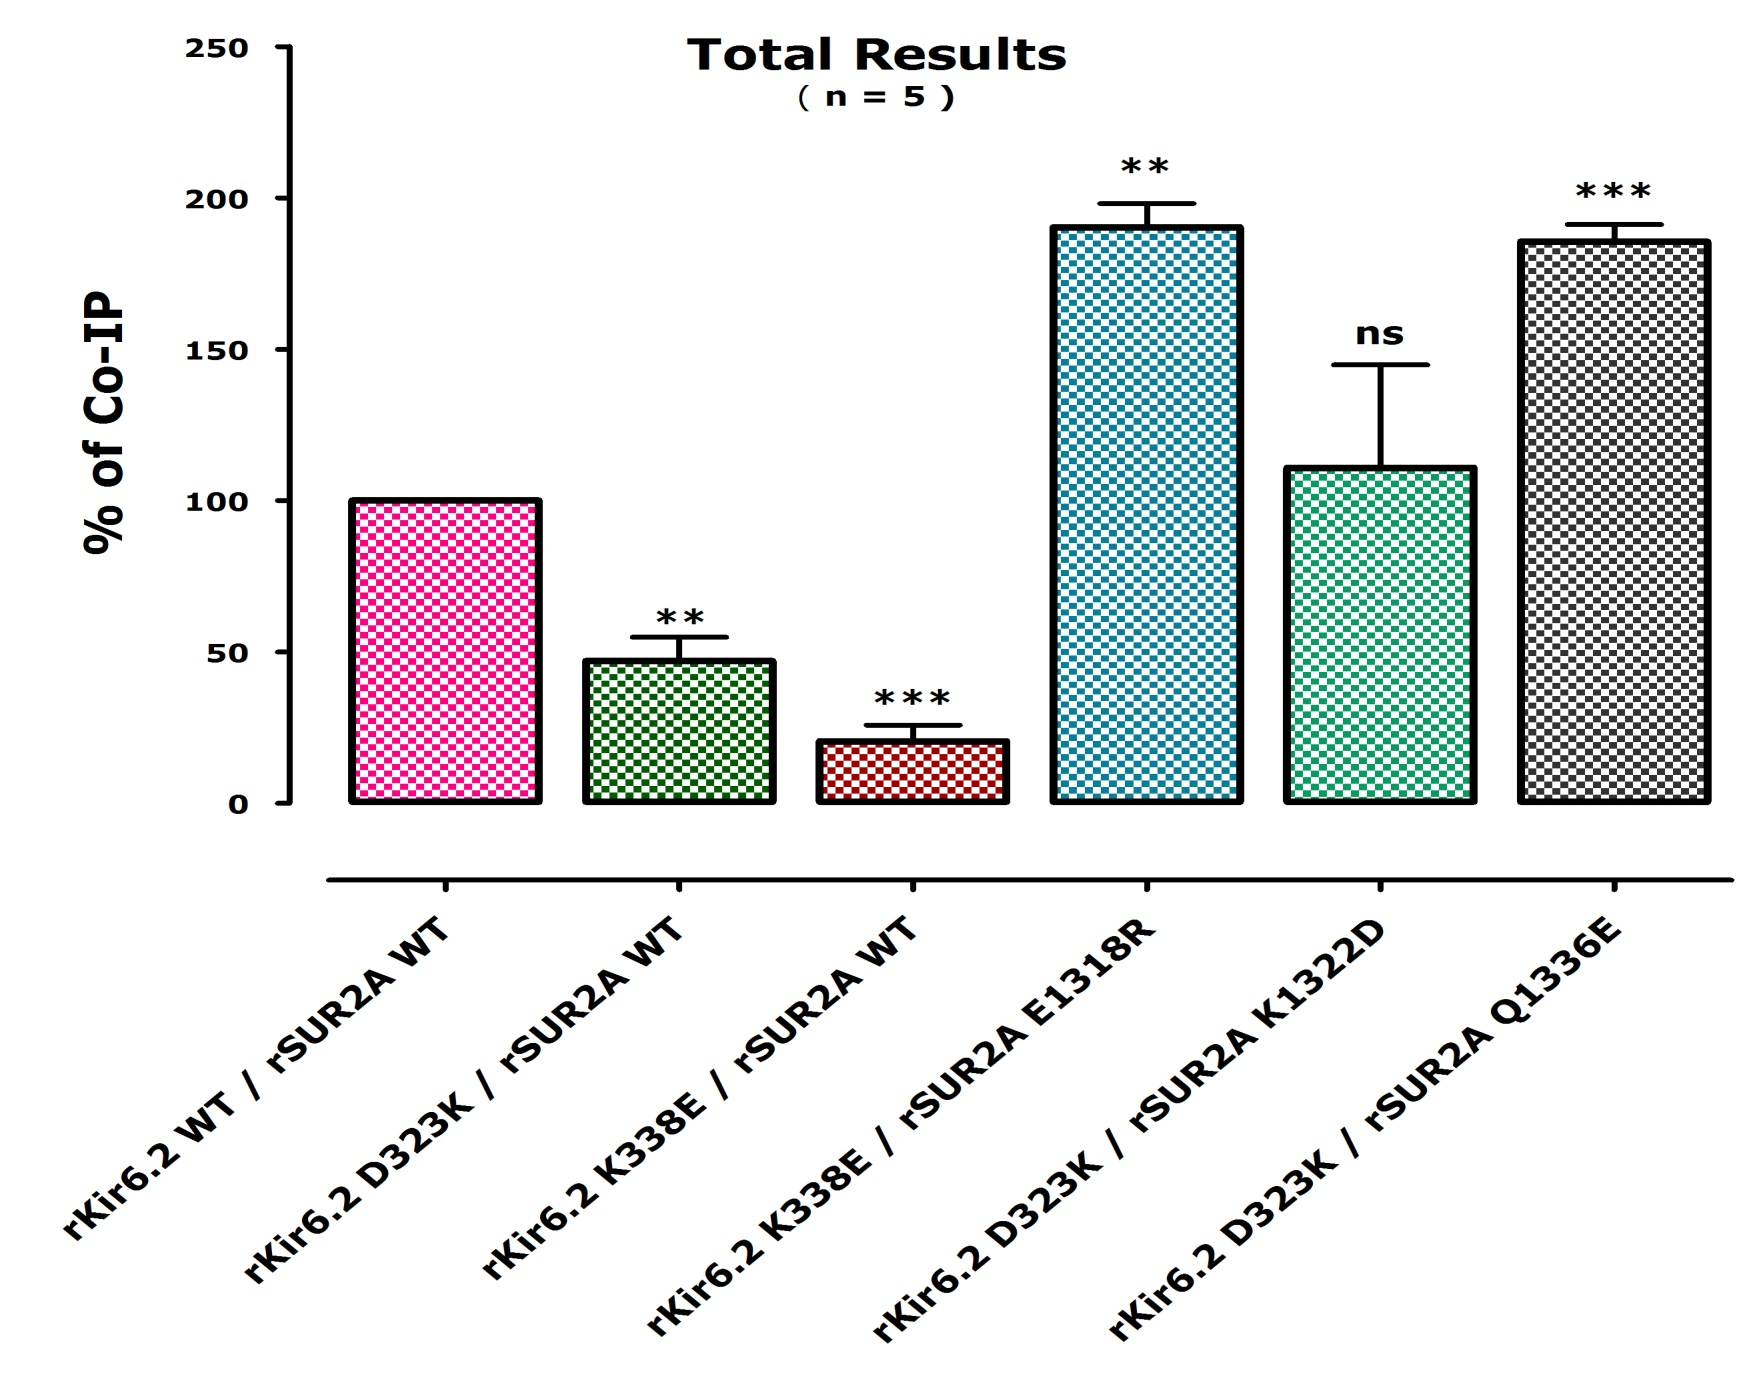 Total Results
( n = 5 )
% of Co-IP
250
200
150
100
50
0
**
***
**
ns
***
rKir6.2 WT / rSUR2A WT
rKir6.2 D323K / rSUR2A WT
rKir6.2 K338E / rSUR2A WT
rKir6.2 K338E / rSUR2A E1318R
rKir6.2 D323K / rSUR2A K1322D
rKir6.2 D323K / rSUR2A Q1336E